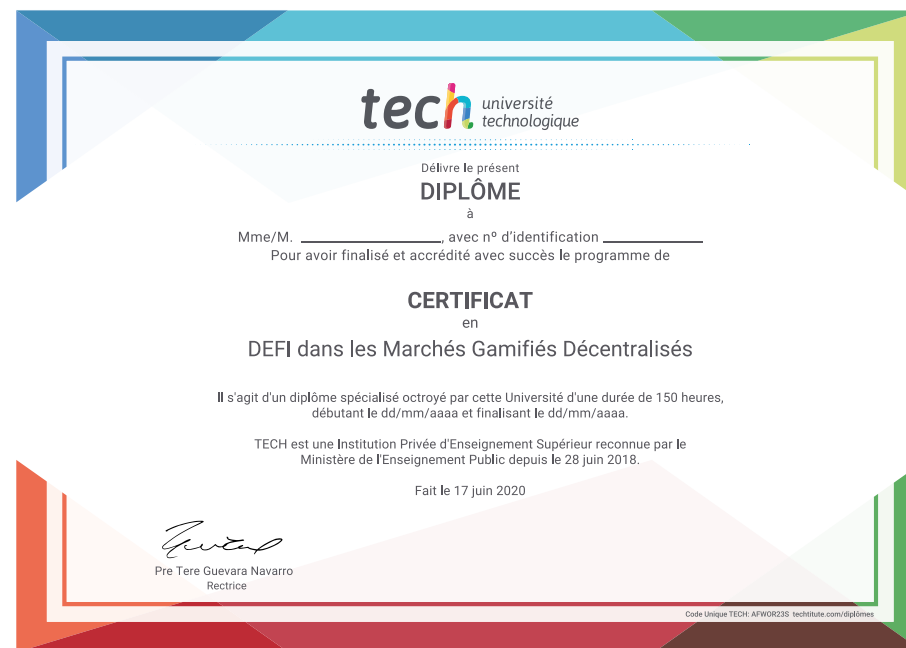 tech université
technologique
Délivre le présent
DIPLÔME
à
Mme/M. ____________, avec nº d'identification ____________
Pour avoir finalisé et accrédité avec succès le programme de
CERTIFICAT
en
DEFI dans les Marchés Gamifiés Décentralisés
Il s'agit d'un diplôme spécialisé octroyé par cette Université d'une durée de 150 heures,
débutant le dd/mm/aaaa et finalisant le dd/mm/aaaa.
TECH est une Institution Privée d'Enseignement Supérieur reconnue par le
Ministère de l'Enseignement Public depuis le 28 juin 2018.
Fait le 17 juin 2020
Pre Tere Guevara Navarro
Rectrice
Code Unique TECH: AFWOR23S techtitute.com/diplômes